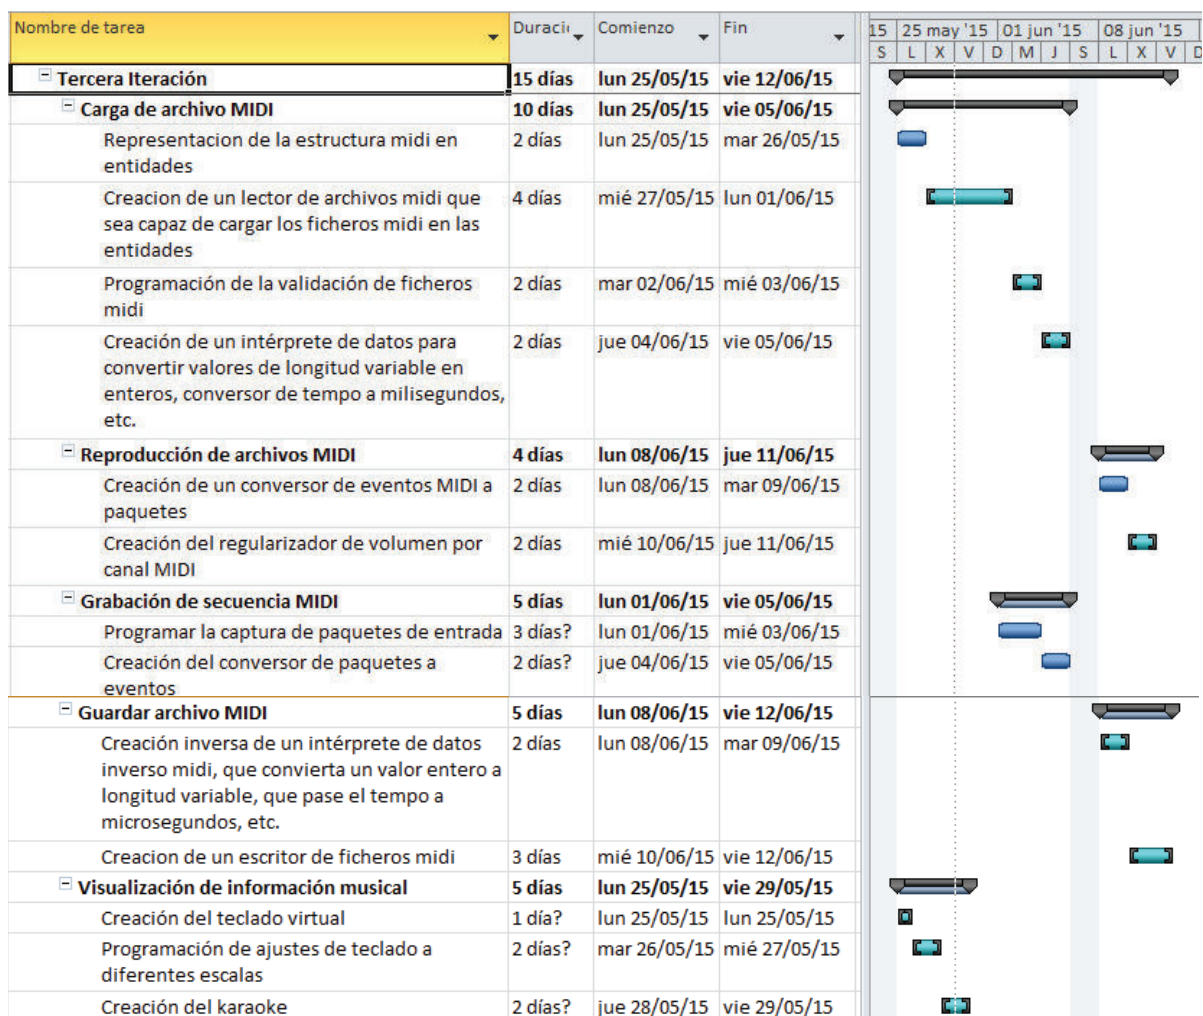 Nombre de tarea Duració Comienzo Fin 15 25 may '15 01 jun '15 08 jun '15
S L X V D M J S L X V D
Tercera Iteración 15 días lun 25/05/15 vie 12/06/15
Carga de archivo MIDI 10 días lun 25/05/15 vie 05/06/15
Representacion de la estructura midi en 2 días lun 25/05/15 mar 26/05/15
entidades
Creacion de un lector de archivos midi que 4 días mié 27/05/15 lun 01/06/15
sea capaz de cargar los ficheros midi en las
entidades
Programación de la validación de ficheros 2 días mar 02/06/15 mié 03/06/15
midi
Creación de un intérprete de datos para 2 días jue 04/06/15 vie 05/06/15
convertir valores de longitud variable en
enteros, conversor de tempo a milisegundos,
etc.
Reproducción de archivos MIDI 4 días lun 08/06/15 jue 11/06/15
Creación de un conversor de eventos MIDI a 2 días lun 08/06/15 mar 09/06/15
paquetes
Creación del regularizador de volumen por 2 días mié 10/06/15 jue 11/06/15
canal MIDI
Grabación de secuencia MIDI 5 días lun 01/06/15 vie 05/06/15
Programar la captura de paquetes de entrada 3 días? lun 01/06/15 mié 03/06/15
Creación del conversor de paquetes a 2 días? jue 04/06/15 vie 05/06/15
eventos
Guardar archivo MIDI 5 días lun 08/06/15 vie 12/06/15
Creación inversa de un intérprete de datos 2 días lun 08/06/15 mar 09/06/15
inverso midi, que convierta un valor entero a
longitud variable, que pase el tempo a
microsegundos, etc.
Creacion de un escritor de ficheros midi 3 días mié 10/06/15 vie 12/06/15
Visualización de información musical 5 días lun 25/05/15 vie 29/05/15
Creación del teclado virtual 1 día? lun 25/05/15 lun 25/05/15
Programación de ajustes de teclado a 2 días? mar 26/05/15 mié 27/05/15
diferentes escalas
Creación del karaoke 2 días? jue 28/05/15 vie 29/05/15